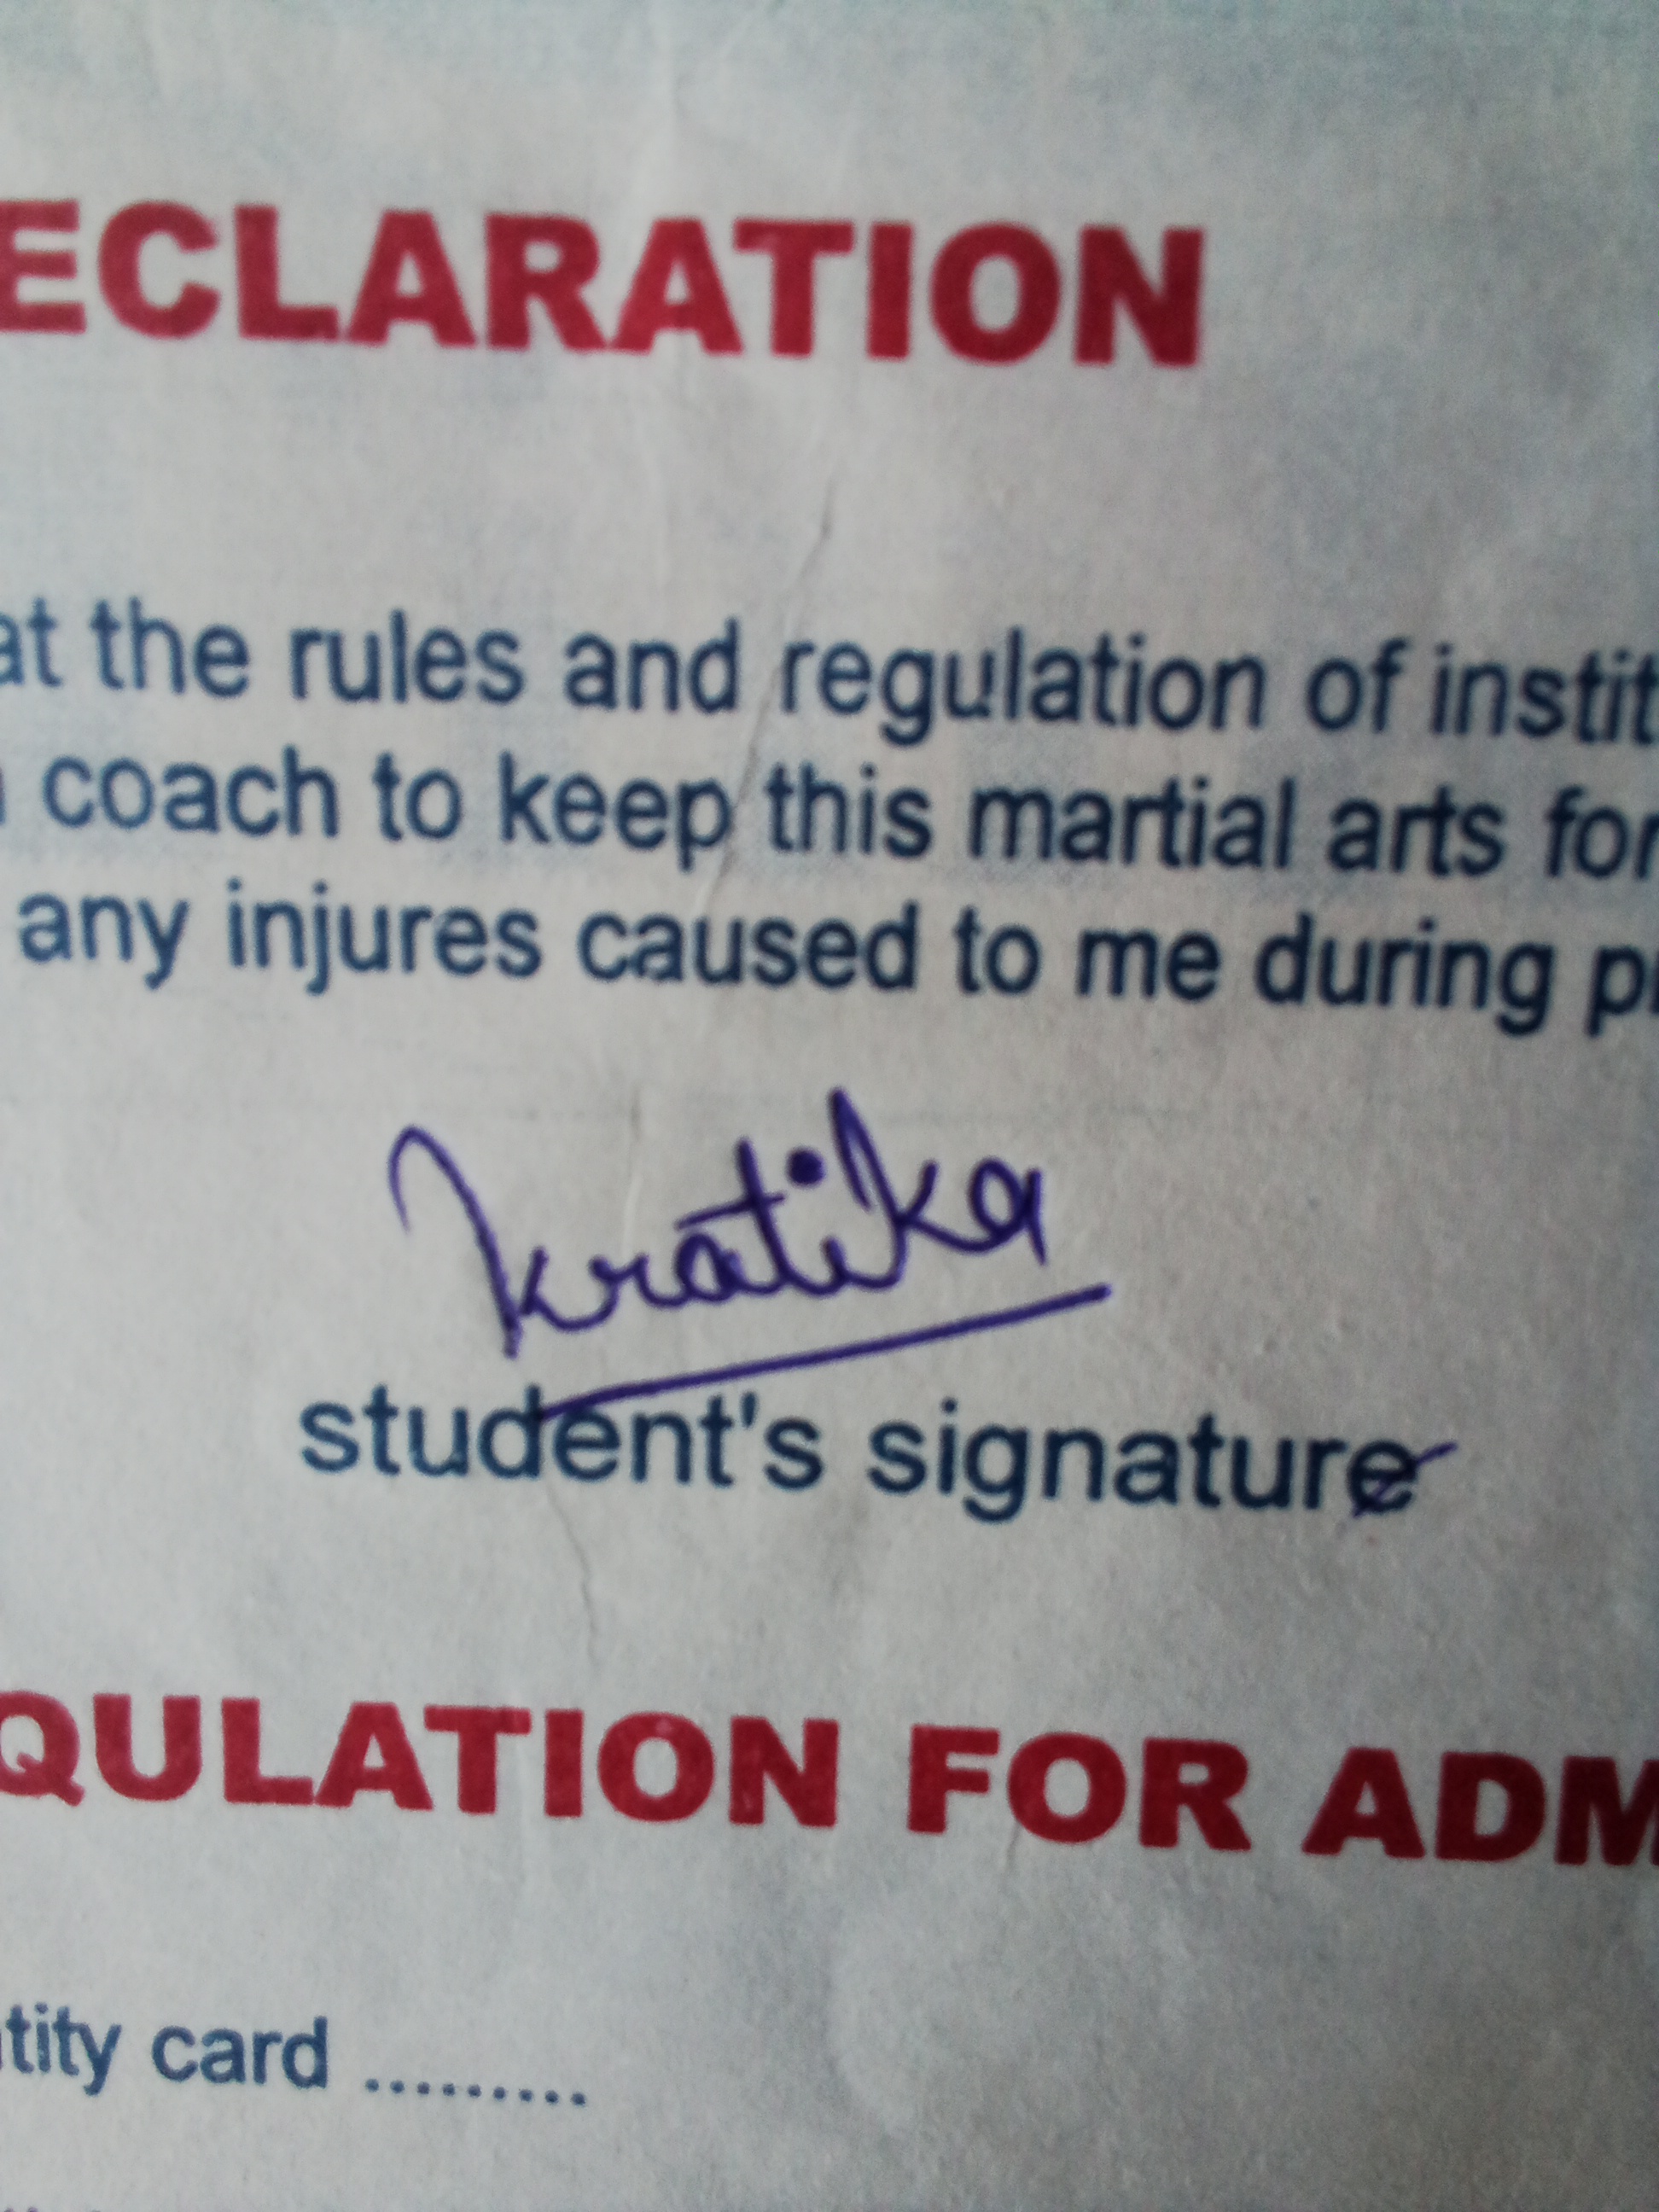 ECLARATION
at the rules and regulation of instit
coach to keep this martial arts for
any injures caused to me during p
kratika
student's signature
QULATION FOR ADM
tity card .........